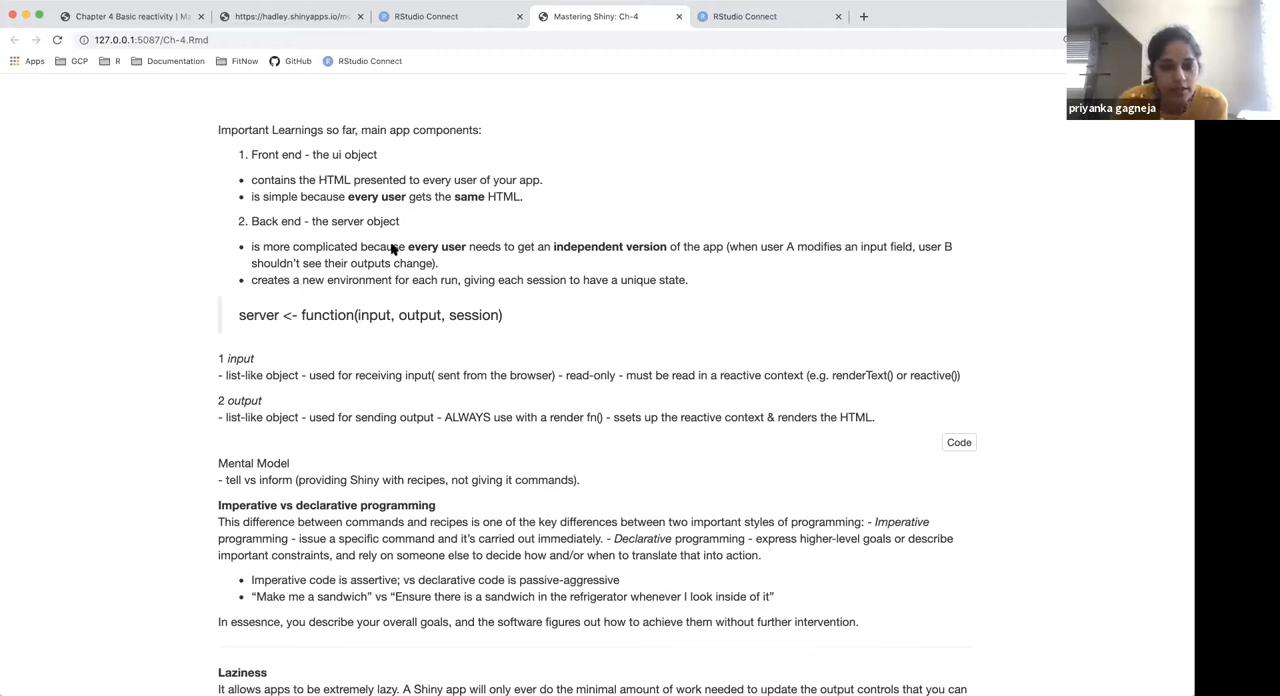 Chapter 4 Basic reactivity | Ma
https://hadley.shinyapps.io/ms
RStudio Connect
Mastering Shiny: Ch-4
RStudio Connect
127.0.0.1:5087/Ch-4.Rmd
Apps GCP R Documentation FitNow GitHub RStudio Connect
priyanka gagneja
Important Learnings so far, main app components:
1. Front end - the ui object
• contains the HTML presented to every user of your app.
• is simple because every user gets the same HTML.
2. Back end - the server object
• is more complicated because every user needs to get an independent version of the app (when user A modifies an input field, user B
shouldn't see their outputs change).
• creates a new environment for each run, giving each session to have a unique state.
server <- function(input, output, session)
1 input
- list-like object - used for receiving input( sent from the browser) - read-only - must be read in a reactive context (e.g. renderText() or reactive())
2 output
- list-like object - used for sending output - ALWAYS use with a render fn() - ssets up the reactive context & renders the HTML.
Code
Mental Model
- tell vs inform (providing Shiny with recipes, not giving it commands).
Imperative vs declarative programming
This difference between commands and recipes is one of the key differences between two important styles of programming: - Imperative
programming - issue a specific command and it's carried out immediately. - Declarative programming - express higher-level goals or describe
important constraints, and rely on someone else to decide how and/or when to translate that into action.
• Imperative code is assertive; vs declarative code is passive-aggressive
• “Make me a sandwich” vs “Ensure there is a sandwich in the refrigerator whenever I look inside of it”
In essesnce, you describe your overall goals, and the software figures out how to achieve them without further intervention.
Laziness
It allows apps to be extremely lazy. A Shiny app will only ever do the minimal amount of work needed to update the output controls that you can